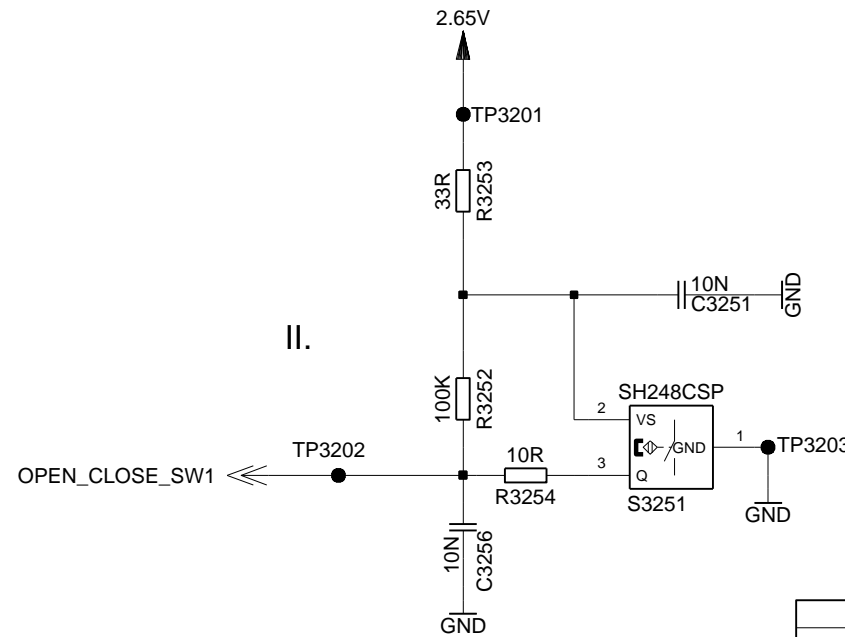 2.65V
TP3201
33R
R3253
10N
C3251
GND
II.
100K
R3252
SH248CSP
2
VS
GND
1
TP3203
TP3202
10R
3
Q
OPEN_CLOSE_SW1
R3254
S3251
GND
10N
C3256
GND